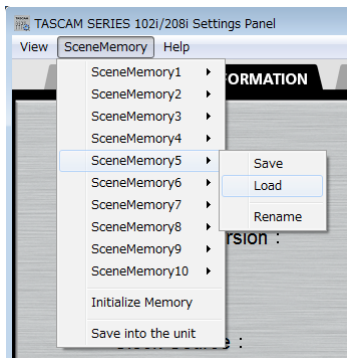 TASCAM SERIES 102i/208i Settings Panel
View SceneMemory Help
ORMATION
SceneMemory1
SceneMemory2
SceneMemory3
SceneMemory4
SceneMemory5
Save
SceneMemory6
Load
SceneMemory7
Rename
SceneMemory8
rsion :
SceneMemory9
SceneMemory10
Initialize Memory
Save into the unit